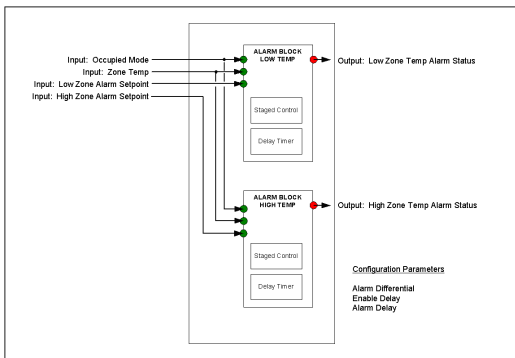 ALARM BLOCK
LOW TEMP
Input: Occupied Mode
Input: Zone Temp
Input: Low Zone Alarm Setpoint
Input: High Zone Alarm Setpoint
Output: Low Zone Temp Alarm Status
Staged Control
Delay Timer
ALARM BLOCK
HIGH TEMP
Output: High Zone Temp Alarm Status
Staged Control
Delay Timer
Configuration Parameters
Alarm Differential
Enable Delay
Alarm Delay